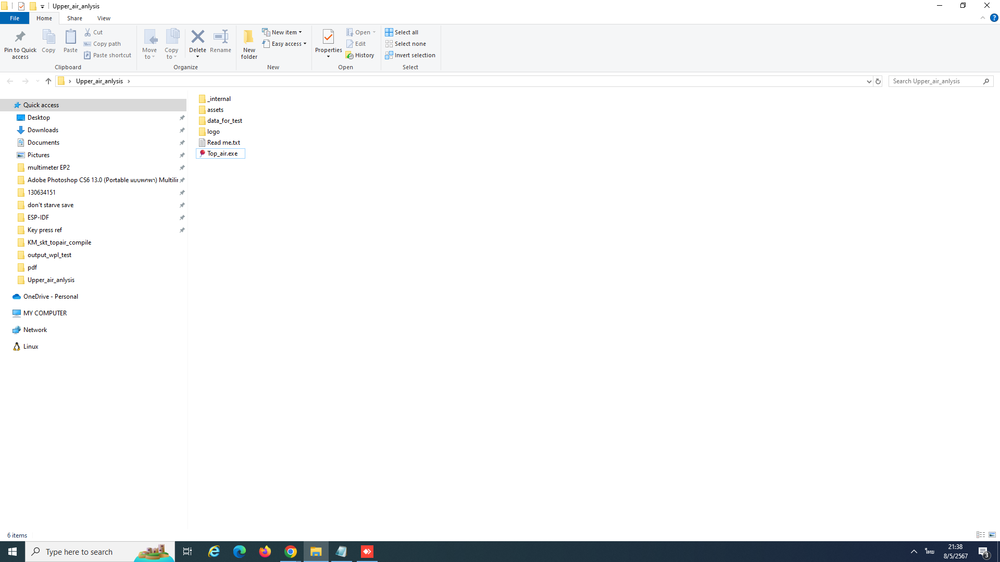 Upper_air_anlysis
File Home Share View
Pin to Quick access
Copy
Paste
Cut
Copy path
Paste shortcut
Clipboard
Move to
Copy to
Delete
Rename
Organize
New folder
New item
Easy access
New
Properties
Open
Edit
History
Open
Select all
Select none
Invert selection
Select
Upper_air_anlysis
Search Upper_air_anlysis
Quick access
Desktop
Downloads
Documents
Pictures
multimeter EP2
Adobe Photoshop CS6 13.0 (Portable แบบพกพา) Multilin
130634151
don't starve save
ESP-IDF
Key press ref
KM_skt_topair_compile
output_wpl_test
pdf
Upper_air_anlysis
OneDrive - Personal
MY COMPUTER
Network
Linux
_internal
assets
data_for_test
logo
Read me.txt
Top_air.exe
6 items
Type here to search
ไทย
21:38
8/5/2567
3